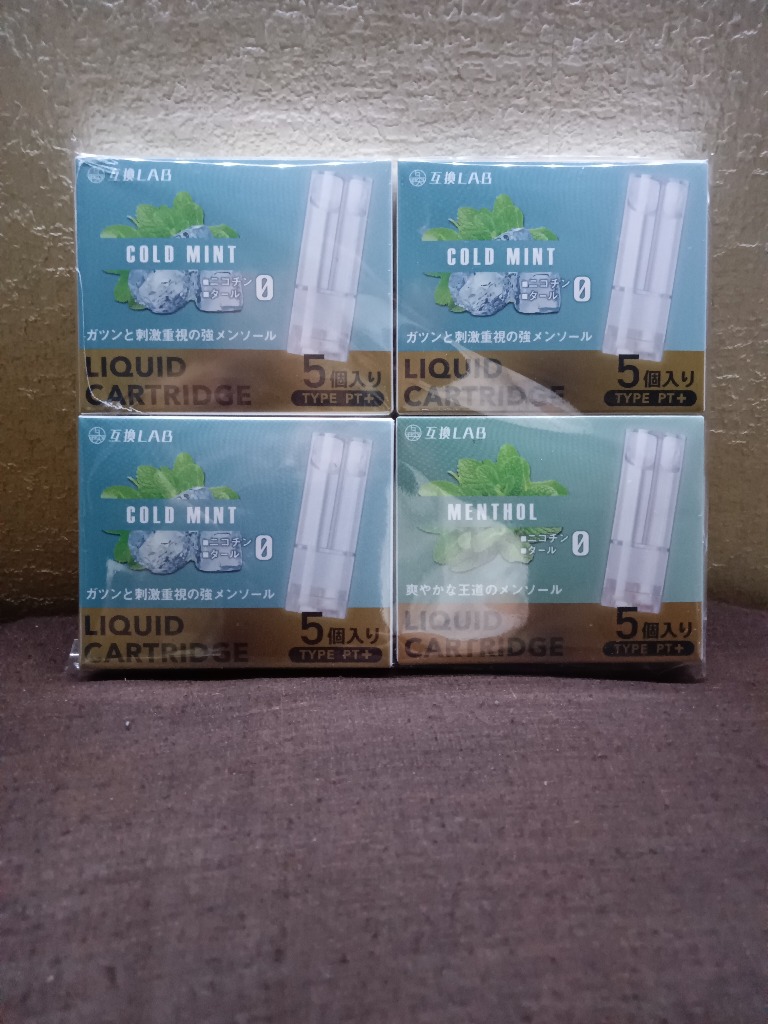 互換LAB
COLD MINT
■ニコチン
■タール 0
ガツンと刺激重視の強メンソール
LIQUID
CARTRIDGE
5個入り
TYPE PT+
互換LAB
COLD MINT
■ニコチン
■タール 0
ガツンと刺激重視の強メンソール
LIQUID
CARTRIDGE
5個入り
TYPE PT+
互換LAB
COLD MINT
■ニコチン
■タール 0
ガツンと刺激重視の強メンソール
LIQUID
CARTRIDGE
5個入り
TYPE PT+
互換LAB
MENTHOL
■ニコチン
■タール 0
爽やかな王道のメンソール
LIQUID
CARTRIDGE
5個入り
TYPE PT+